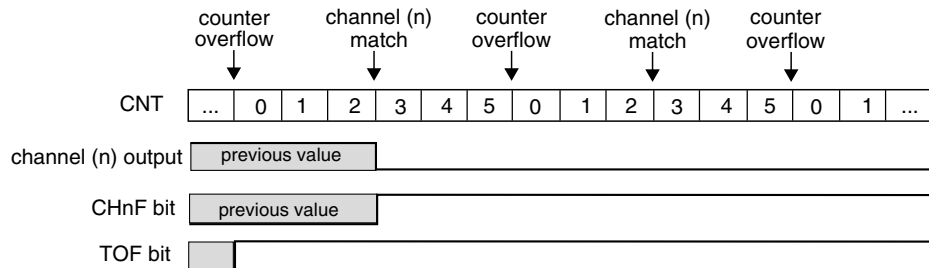 counter overflow channel (n) match counter overflow channel (n) match counter overflow
CNT ... 0 1 2 3 4 5 0 1 2 3 4 5 0 1 ...
channel (n) output previous value
CHnF bit previous value
TOF bit